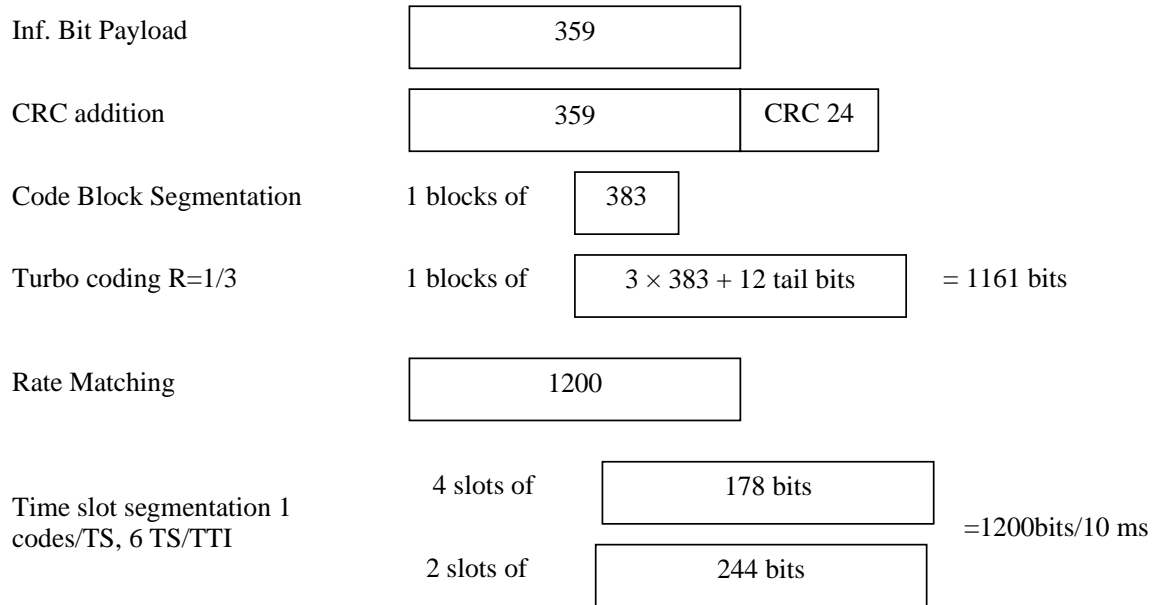 Inf. Bit Payload 359
CRC addition 359 CRC 24
Code Block Segmentation 1 blocks of 383
Turbo coding R=1/3 1 blocks of 3 × 383 + 12 tail bits = 1161 bits
Rate Matching 1200
4 slots of 178 bits
Time slot segmentation 1
codes/TS, 6 TS/TTI
=1200bits/10 ms
2 slots of 244 bits